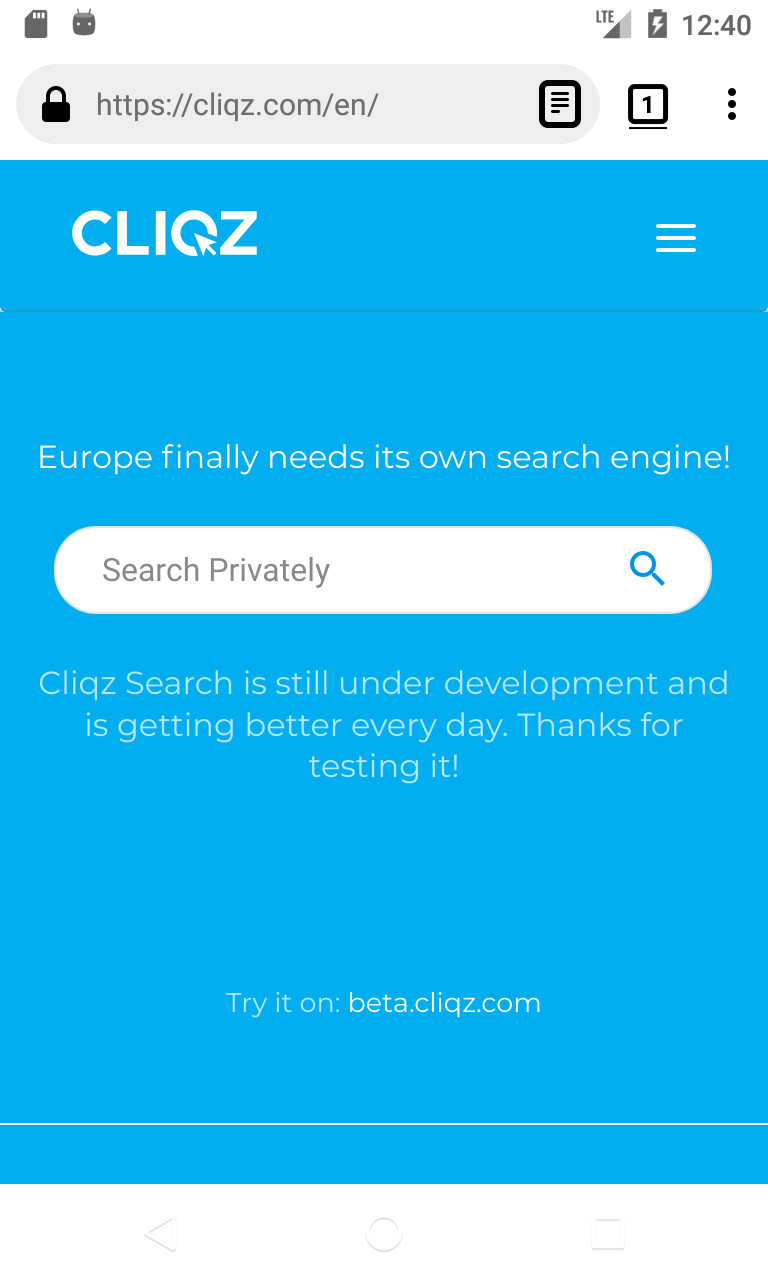 LTE 12:40
https://cliqz.com/en/ 1
CLIQZ
Europe finally needs its own search engine!
Search Privately
Cliqz Search is still under development and
is getting better every day. Thanks for
testing it!
Try it on: beta.cliqz.com